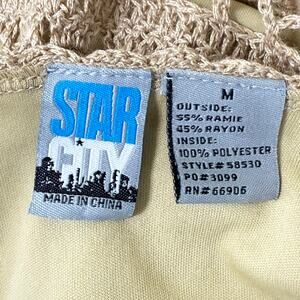 STAR
CITY
MADE IN CHINA
M
OUTSIDE:
55% RAMIE
45% RAYON
INSIDE:
100% POLYESTER
STYLE# 58530
PO#3099
RN#66906